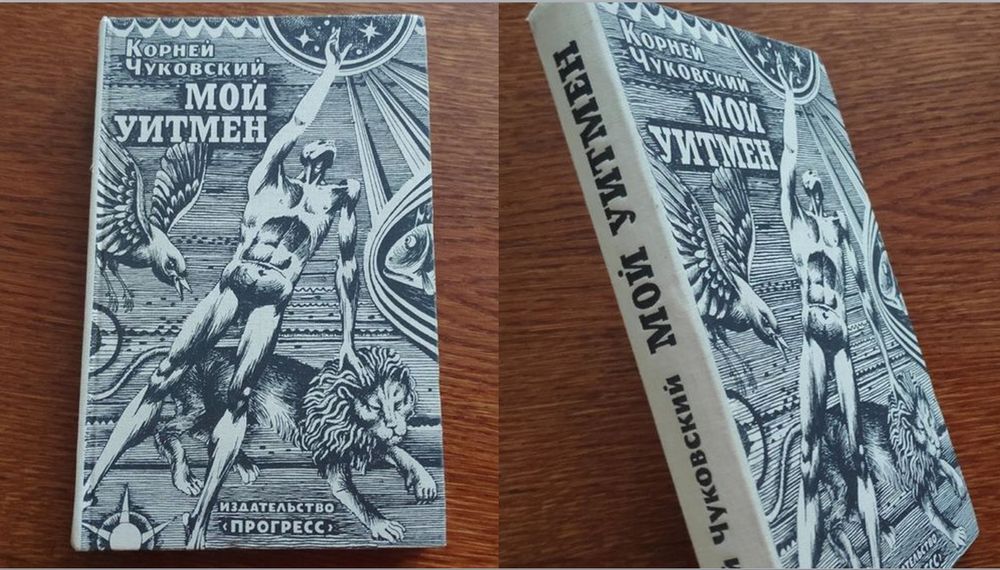 Корней
Чуковский
МОЙ
УИТМЕН
ИЗДАТЕЛЬСТВО
‹ПРОГРЕСС›
ЧУКОВСКИЙ МОЙ УИТМЕН
Корней
Чуковский
МОЙ
УИТМЕН